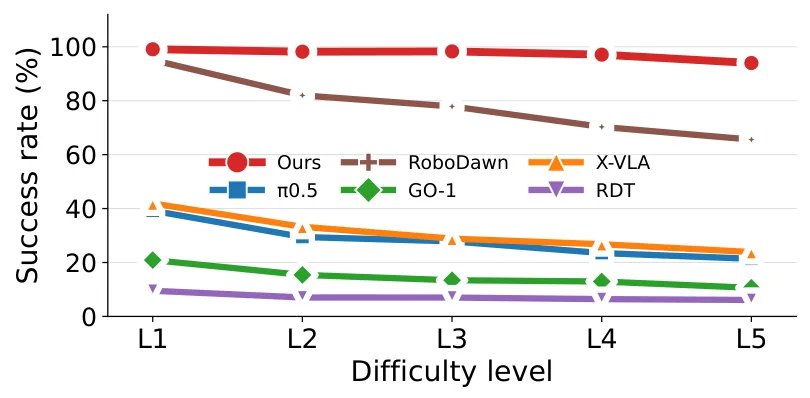 Success rate (%)
100
80
60
40
20
0
Ours RoboDawn X-VLA
π0.5 GO-1 RDT
L1 L2 L3 L4 L5
Difficulty level